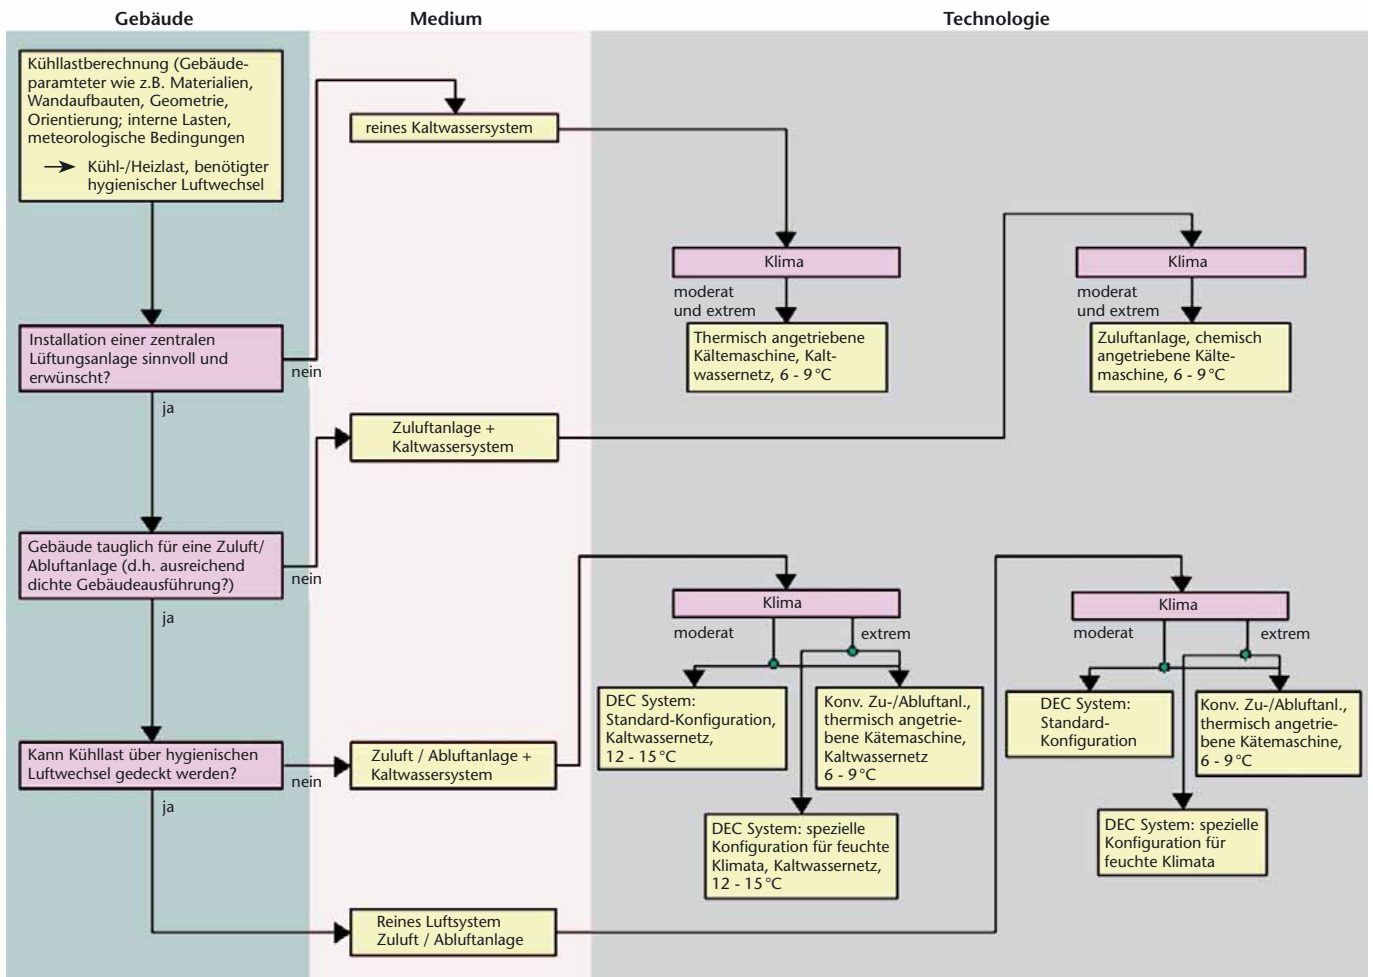 Gebäude
Medium
Technologie
Kühllastberechnung (Gebäude-
paramteter wie z.B. Materialien,
Wandaufbauten, Geometrie,
Orientierung; interne Lasten,
meteorologische Bedingungen
Kühl-/Heizlast, benötigter
hygienischer Luftwechsel
reines Kaltwassersystem
Klima
moderat
und extrem
Thermisch angetriebene
Kältemaschine, Kalt-
wassernetz, 6 - 9 °C
Klima
moderat
und extrem
Zuluftanlage, chemisch
angetriebene Kälte-
maschine, 6 - 9 °C
Installation einer zentralen
Lüftungsanlage sinnvoll und
erwünscht?
nein
ja
Zuluftanlage +
Kaltwassersystem
Gebäude tauglich für eine Zuluft/
Abluftanlage (d.h. ausreichend
dichte Gebäudeausführung?)
nein
ja
Klima
moderat
extrem
DEC System:
Standard-Konfiguration,
Kaltwassernetz,
12 - 15 °C
Konv. Zu-/Abluftanl.,
thermisch angetrie-
bene Kätemaschine,
Kaltwassernetz
6 - 9 °C
DEC System: spezielle
Konfiguration für feuchte
Klimata, Kaltwassernetz,
12 - 15 °C
Klima
moderat
extrem
DEC System:
Standard-
Konfiguration
Konv. Zu-/Abluftanl.,
thermisch angetrie-
bene Kätemaschine,
6 - 9 °C
DEC System: spezielle
Konfiguration für
feuchte Klimata
Kann Kühllast über hygienischen
Luftwechsel gedeckt werden?
nein
ja
Zuluft / Abluftanlage +
Kaltwassersystem
Reines Luftsystem
Zuluft / Abluftanlage